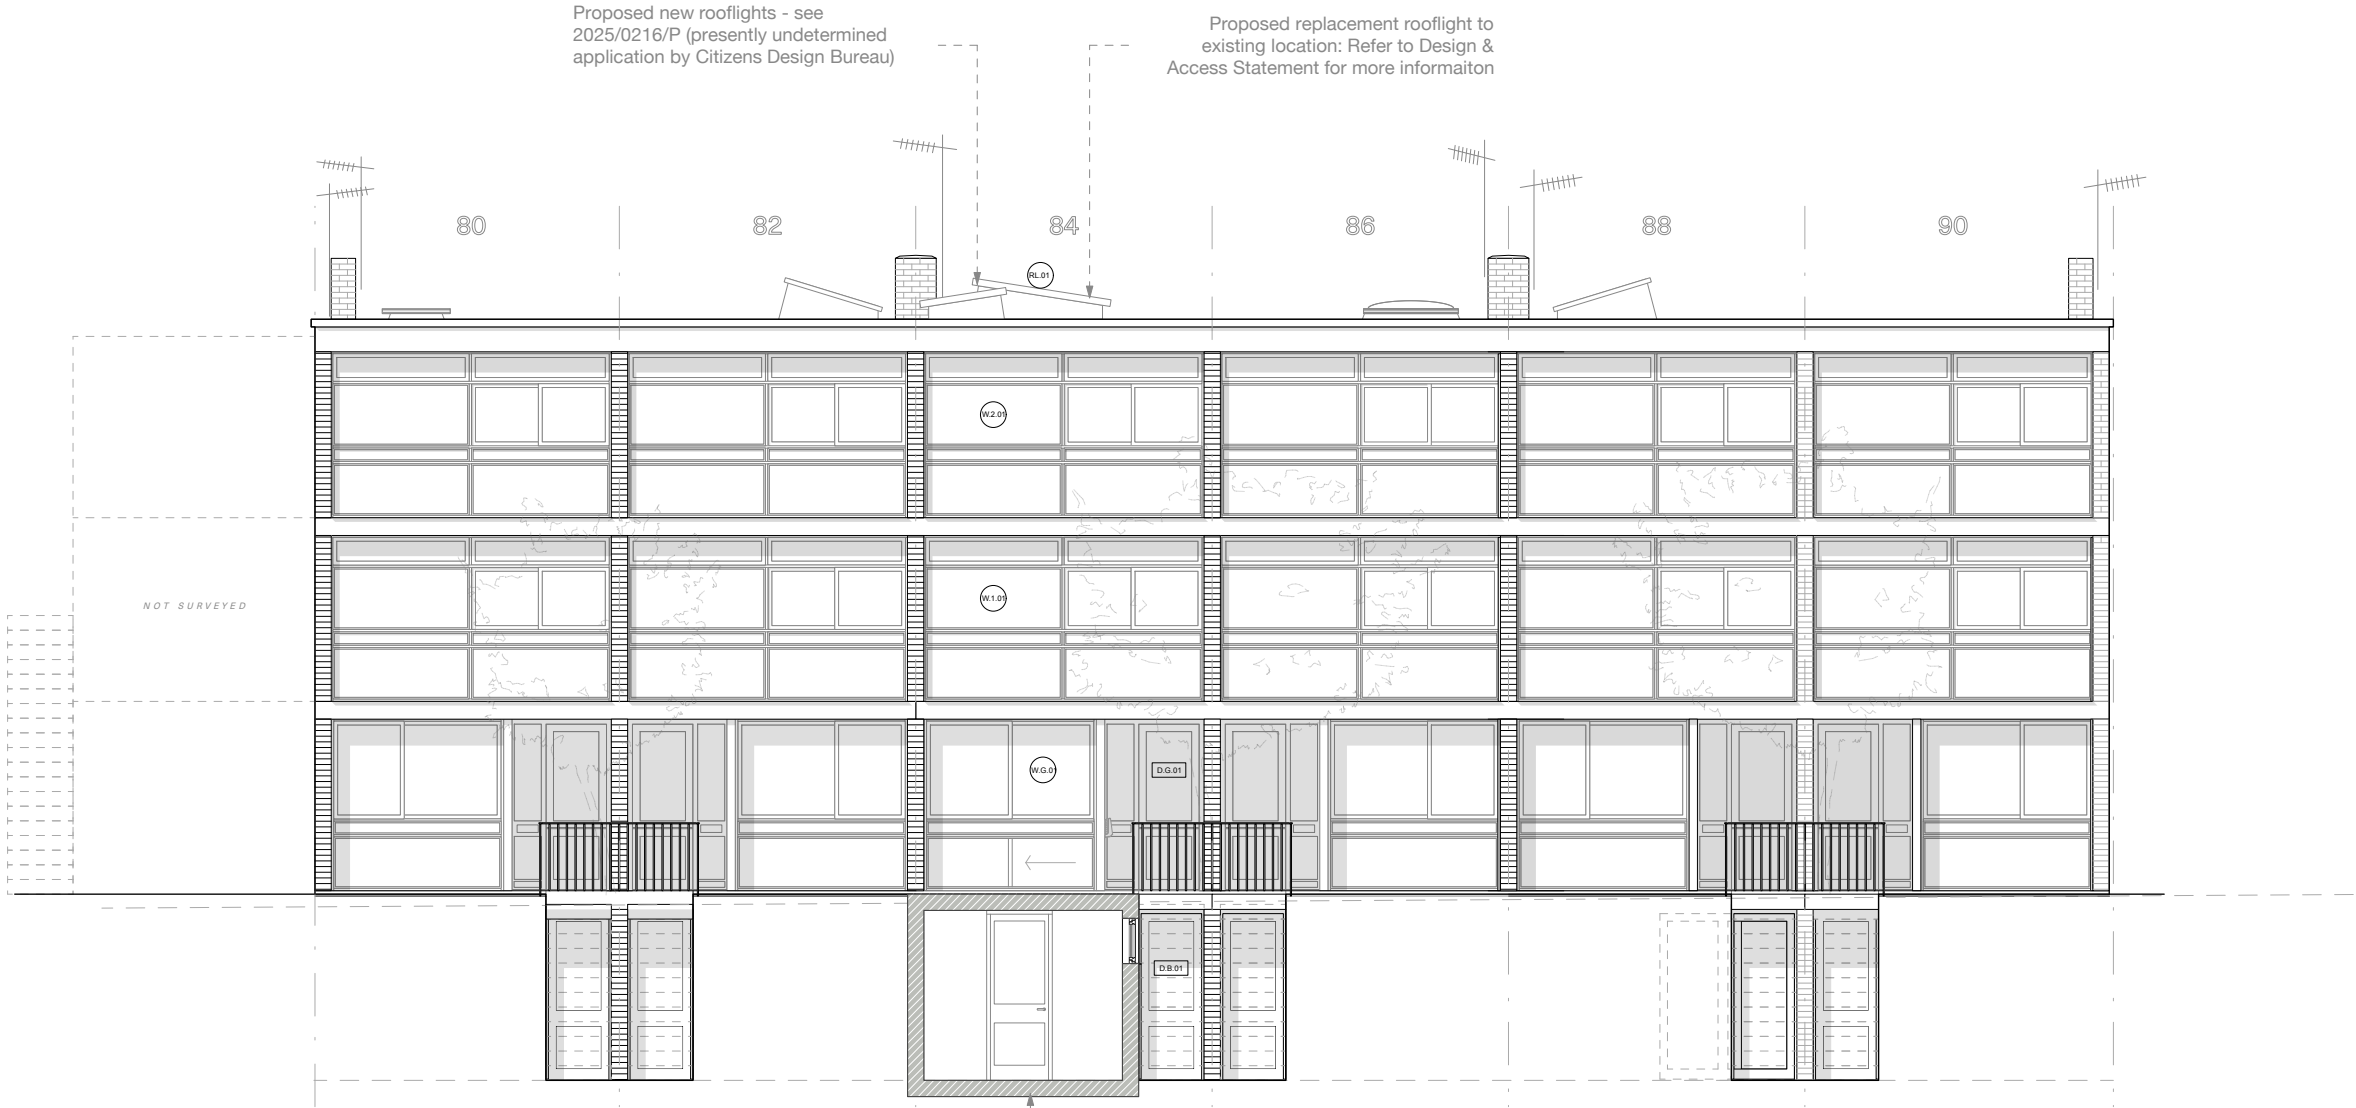 Proposed new rooflights - see
2025/0216/P (presently undetermined
application by Citizens Design Bureau)
Proposed replacement rooflight to
existing location: Refer to Design &
Access Statement for more informaiton
80
82
84
86
88
90
RL.01
W.2.01
NOT SURVEYED
W.1.01
W.G.01
D.G.01
D.B.01